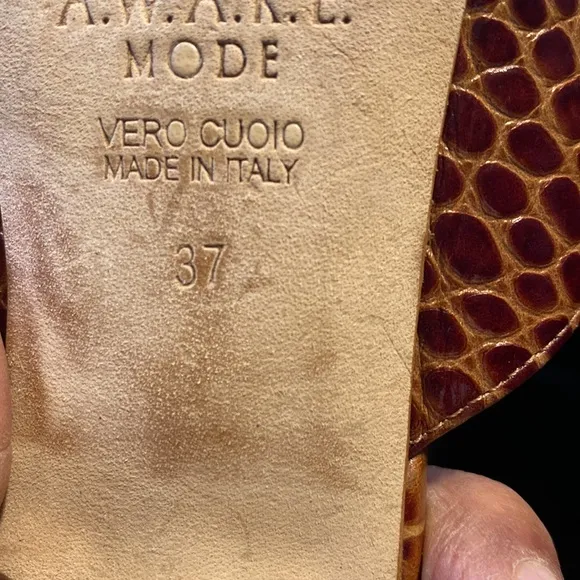 A.W.A.K.E.
MODE
VERO CUOIO
MADE IN ITALY
37